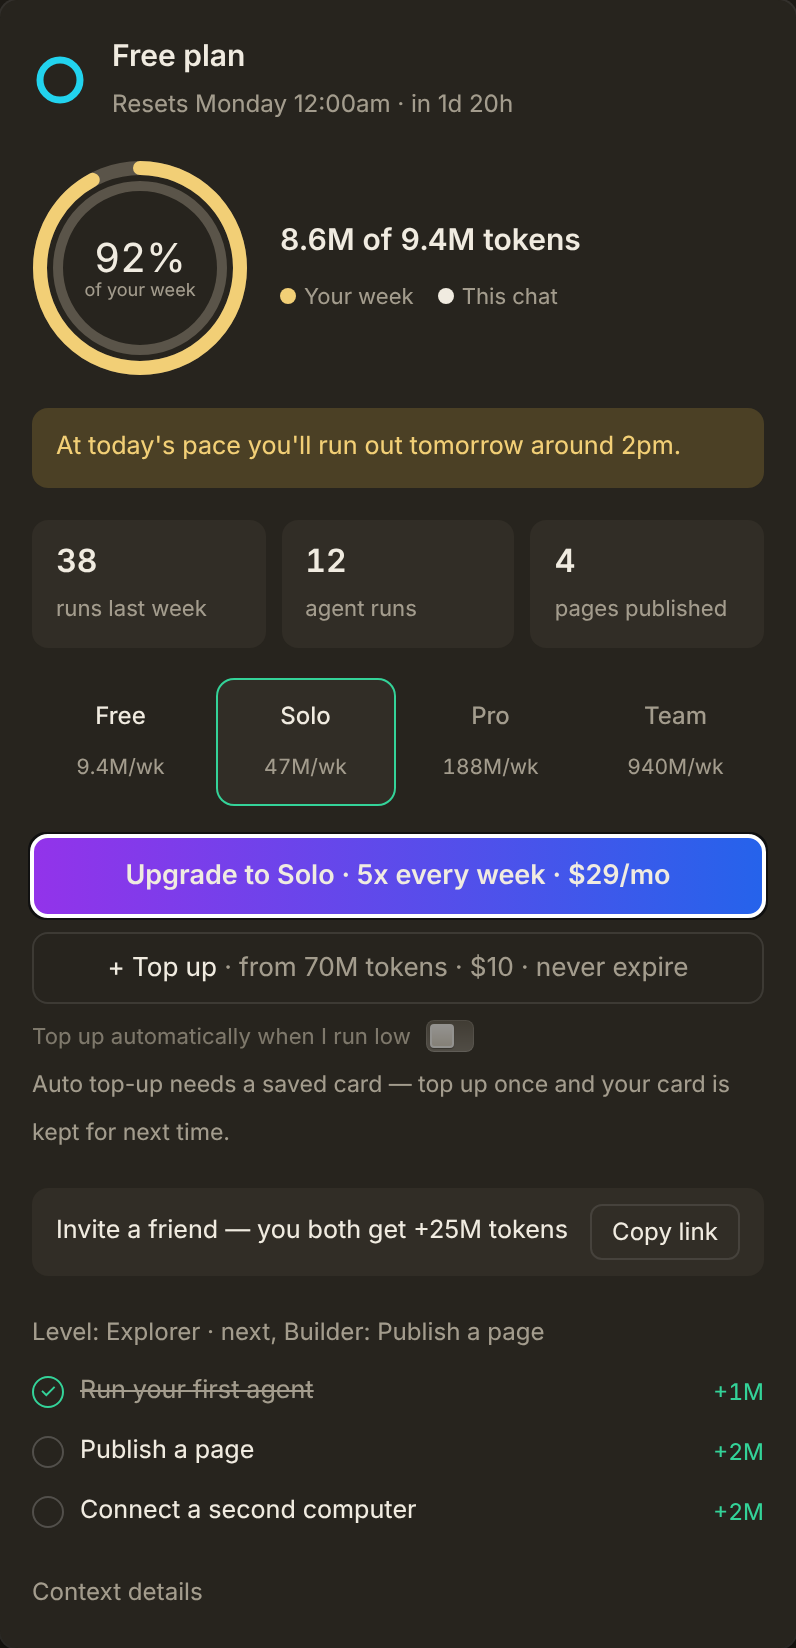 Free plan
Resets Monday 12:00am · in 1d 20h
92%
of your week
8.6M of 9.4M tokens
Your week This chat
At today's pace you'll run out tomorrow around 2pm.
38 12 4
runs last week agent runs pages published
Free Solo Pro Team
9.4M/wk 47M/wk 188M/wk 940M/wk
Upgrade to Solo · 5x every week · $29/mo
+ Top up · from 70M tokens · $10 · never expire
Top up automatically when I run low
Auto top-up needs a saved card — top up once and your card is
kept for next time.
Invite a friend — you both get +25M tokens Copy link
Level: Explorer · next, Builder: Publish a page
Run your first agent +1M
Publish a page +2M
Connect a second computer +2M
Context details